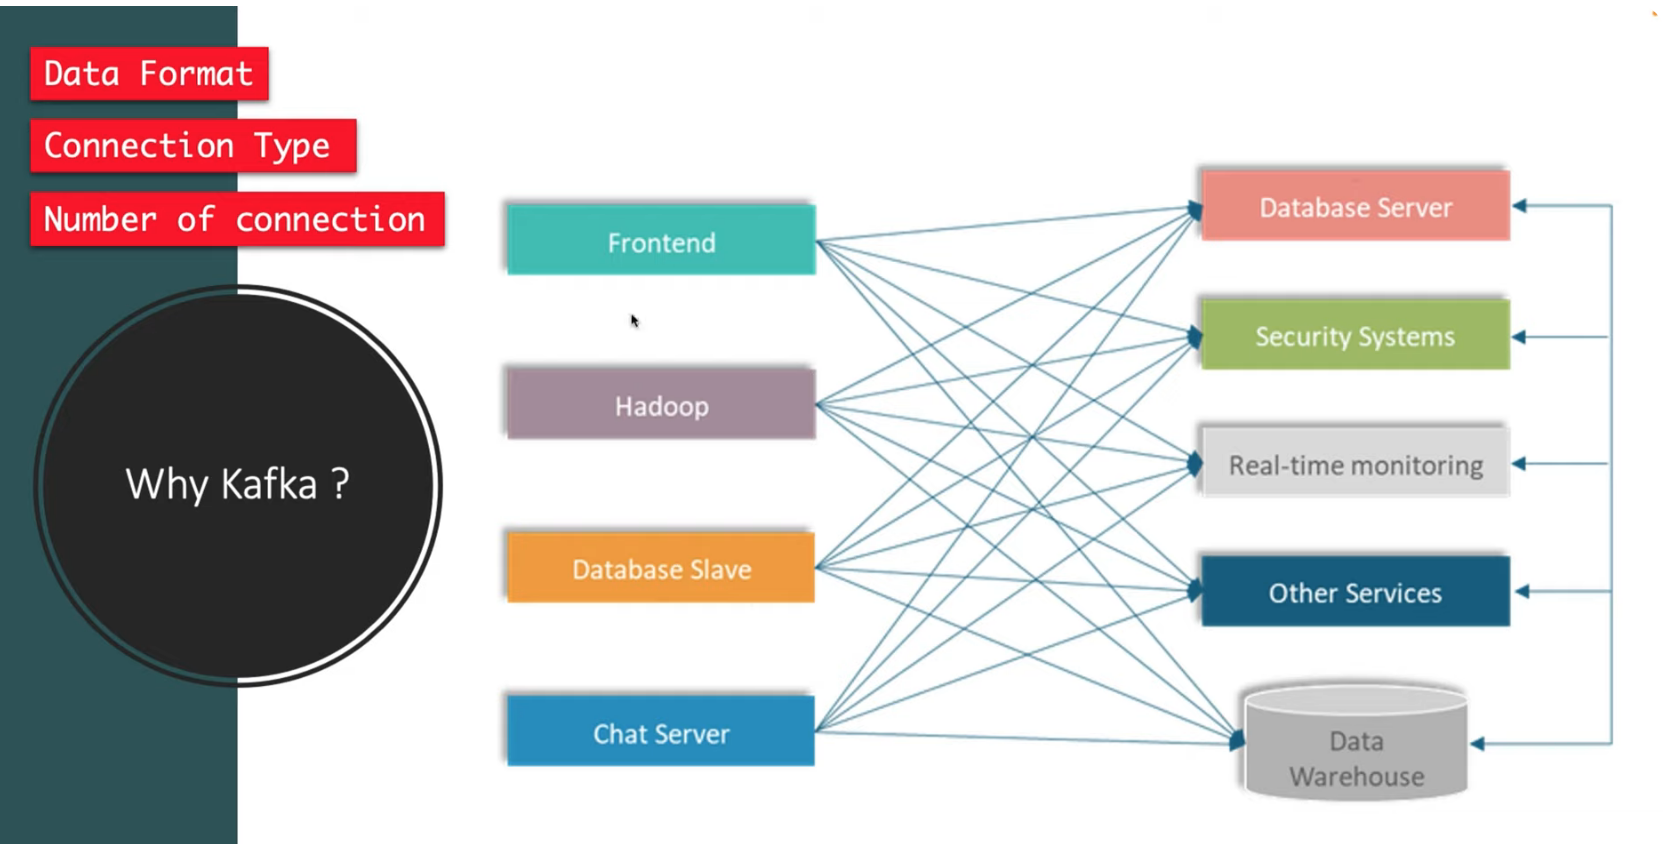 Data Format
Connection Type
Number of connection
Why Kafka ?
Frontend
Hadoop
Database Slave
Chat Server
Database Server
Security Systems
Real-time monitoring
Other Services
Data
Warehouse